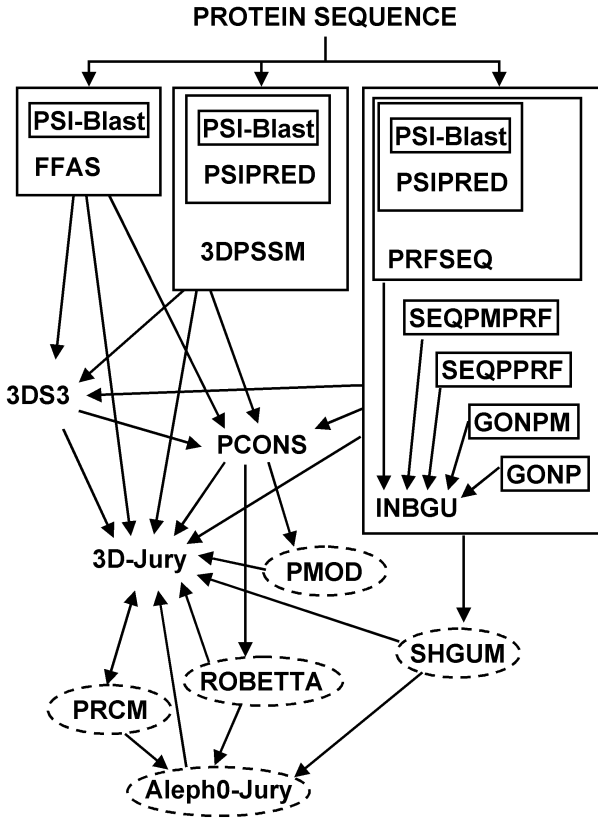 PROTEIN SEQUENCE
PSI-Blast
FFAS
PSI-Blast
PSIPRED
3DPSSM
PSI-Blast
PSIPRED
PRFSEQ
SEQPMPRF
SEQPPRF
GONPM
GONP
INBGU
3DS3
PCONS
3D-Jury
PMOD
SHGUM
ROBETTA
PRCM
Aleph0-Jury